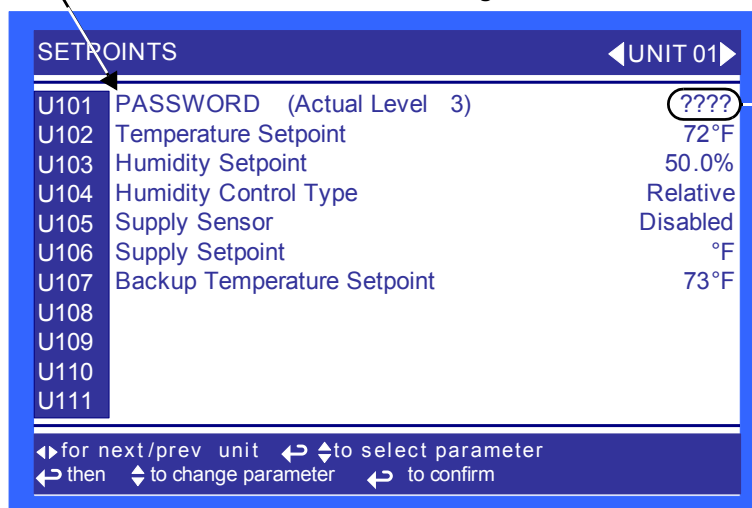 SETPOINTS ◀UNIT 01▶
U101 PASSWORD (Actual Level 3) ????
U102 Temperature Setpoint 72°F
U103 Humidity Setpoint 50.0%
U104 Humidity Control Type Relative
U105 Supply Sensor Disabled
U106 Supply Setpoint °F
U107 Backup Temperature Setpoint 73°F
U108
U109
U110
U111
◀▶for next/prev unit ↵ ▲▼to select parameter
↵ then ▲▼ to change parameter ↵ to confirm